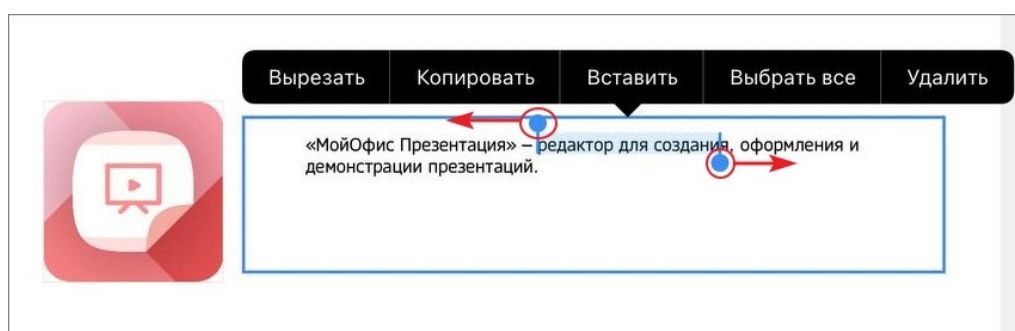 Вырезать Копировать Вставить Выбрать все Удалить
«МойОфис Презентация» – редактор для создания, оформления и
демонстрации презентаций.